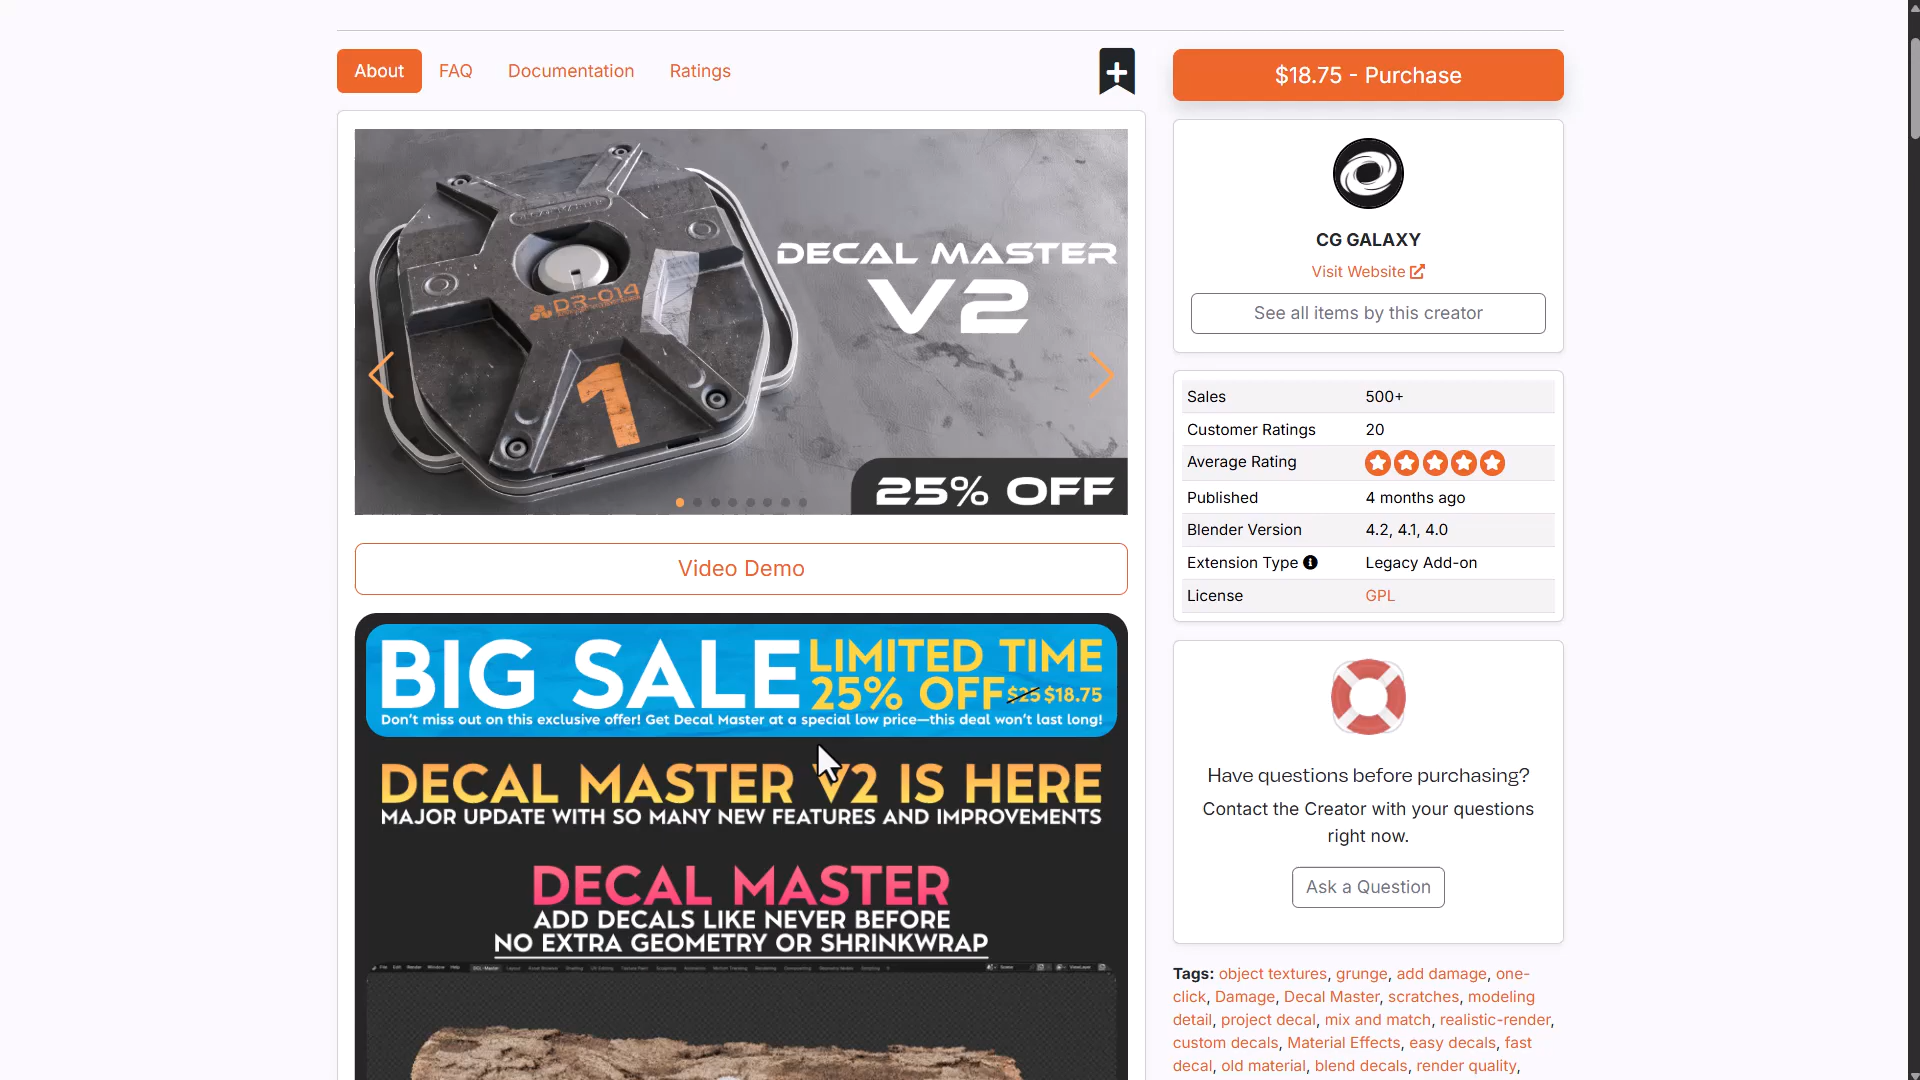 About
FAQ
Documentation
Ratings
$18.75 - Purchase
DECAL MASTER
V2
DR-014
1
25% OFF
CG GALAXY
Visit Website
See all items by this creator
Sales 500+
Customer Ratings 20
Average Rating
Published 4 months ago
Blender Version 4.2, 4.1, 4.0
Extension Type Legacy Add-on
License GPL
Video Demo
BIG SALE
LIMITED TIME
25% OFF $25 $18.75
Don't miss out on this exclusive offer! Get Decal Master at a special low price—this deal won't last long!
DECAL MASTER V2 IS HERE
MAJOR UPDATE WITH SO MANY NEW FEATURES AND IMPROVEMENTS
DECAL MASTER
ADD DECALS LIKE NEVER BEFORE
NO EXTRA GEOMETRY OR SHRINKWRAP
Have questions before purchasing?
Contact the Creator with your questions
right now.
Ask a Question
Tags: object textures, grunge, add damage, one-
click, Damage, Decal Master, scratches, modeling
detail, project decal, mix and match, realistic-render,
custom decals, Material Effects, easy decals, fast
decal, old material, blend decals, render quality,